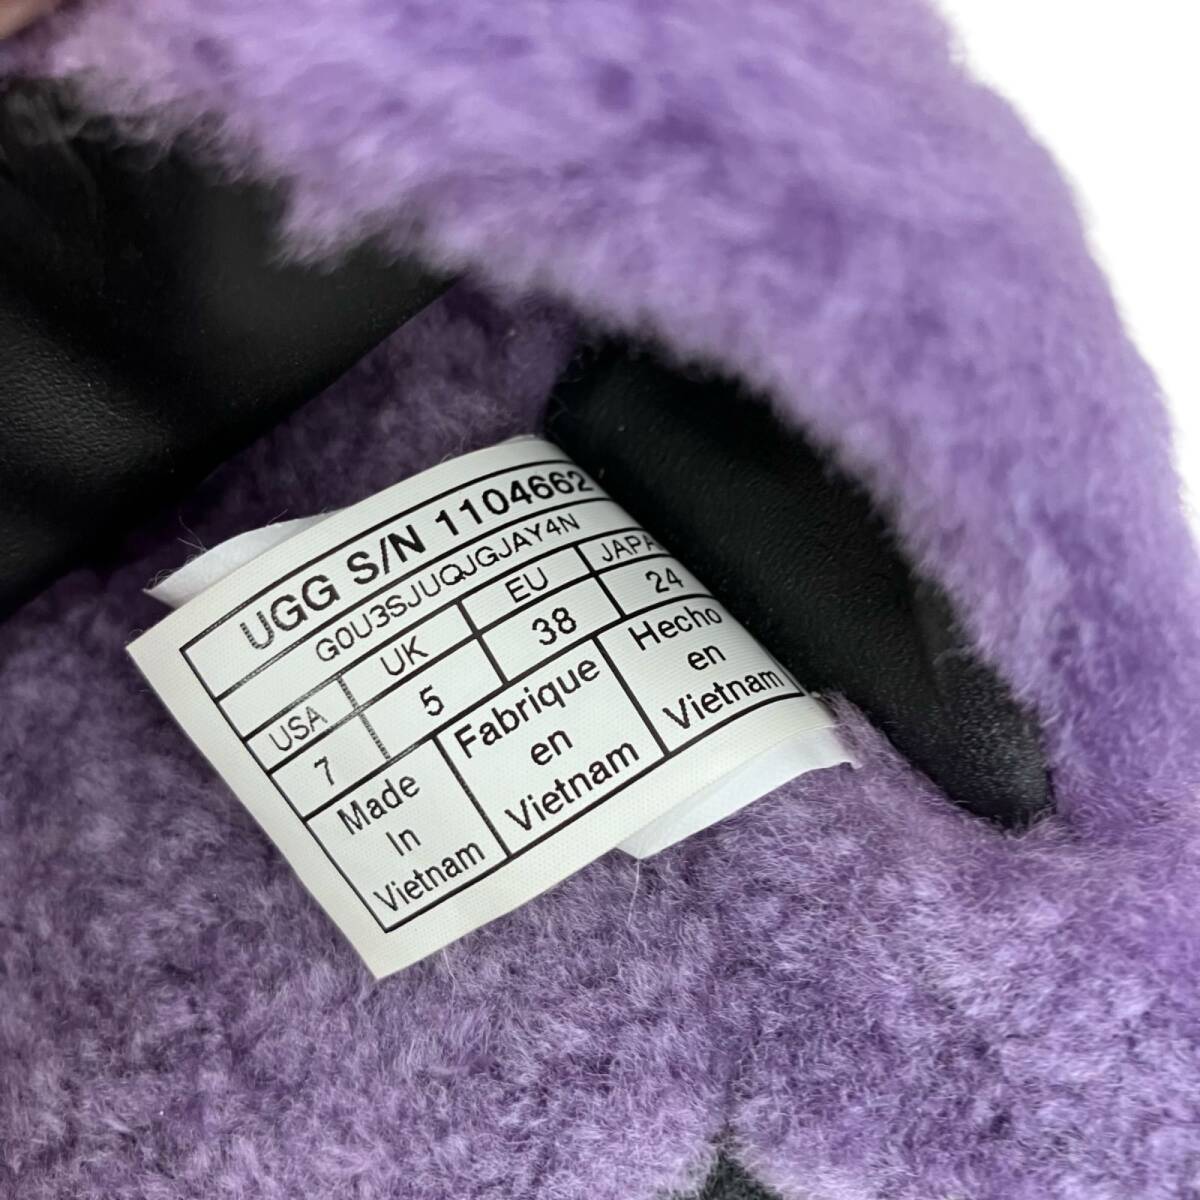 UGG S/N 1104662
G0U3SJUQJGJAY4N
USA UK EU
7 5 38 24
Made In Vietnam
Fabrique en Vietnam
Hecho en Vietnam